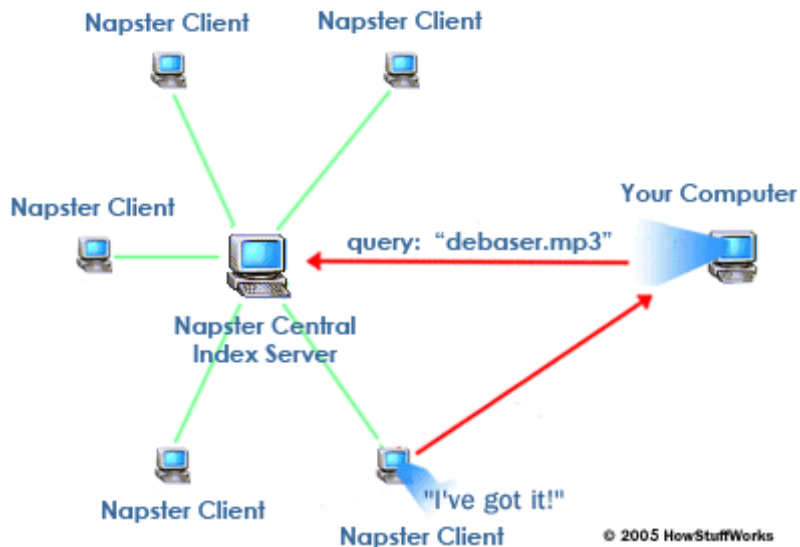 Napster Client
Napster Client
Your Computer
Napster Client
query: “debaser.mp3”
Napster Central
Index Server
"I've got it!"
Napster Client
Napster Client
© 2005 HowStuffWorks